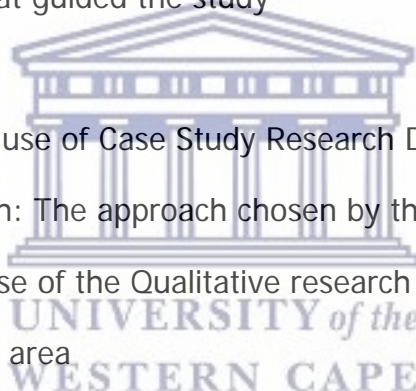 at guided the study
use of Case Study Research D
n: The approach chosen by th
se of the Qualitative research
UNIVERSITY of the
area
WESTERN CAPE